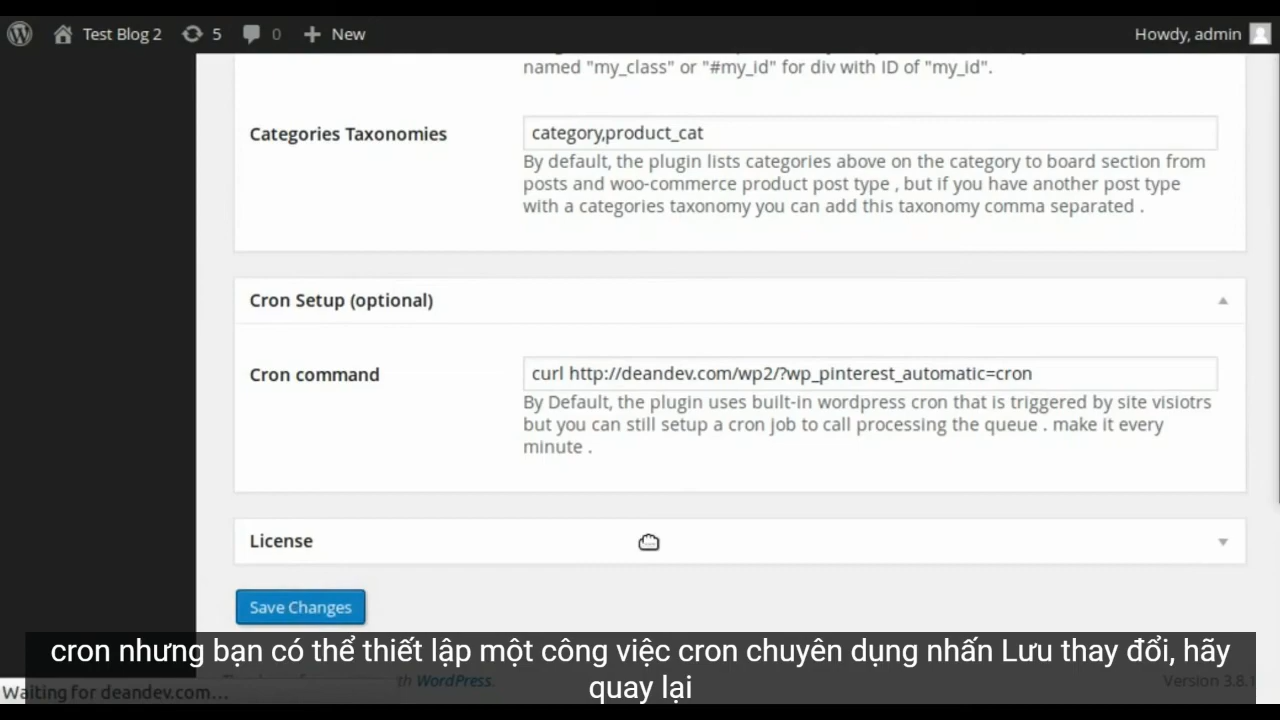 Test Blog 2
5
0
New
Howdy, admin
named "my_class" or "#my_id" for div with ID of "my_id".
Categories Taxonomies
category,product_cat
By default, the plugin lists categories above on the category to board section from
posts and woo-commerce product post type , but if you have another post type
with a categories taxonomy you can add this taxonomy comma separated .
Cron Setup (optional)
Cron command
curl http://deandev.com/wp2/?wp_pinterest_automatic=cron
By Default, the plugin uses built-in wordpress cron that is triggered by site visiotrs
but you can still setup a cron job to call processing the queue . make it every
minute .
License
Save Changes
cron nhưng bạn có thể thiết lập một công việc cron chuyên dụng nhấn Lưu thay đổi, hãy
quay lại
WordPress.
Version 3.8.1
Waiting for deandev.com...